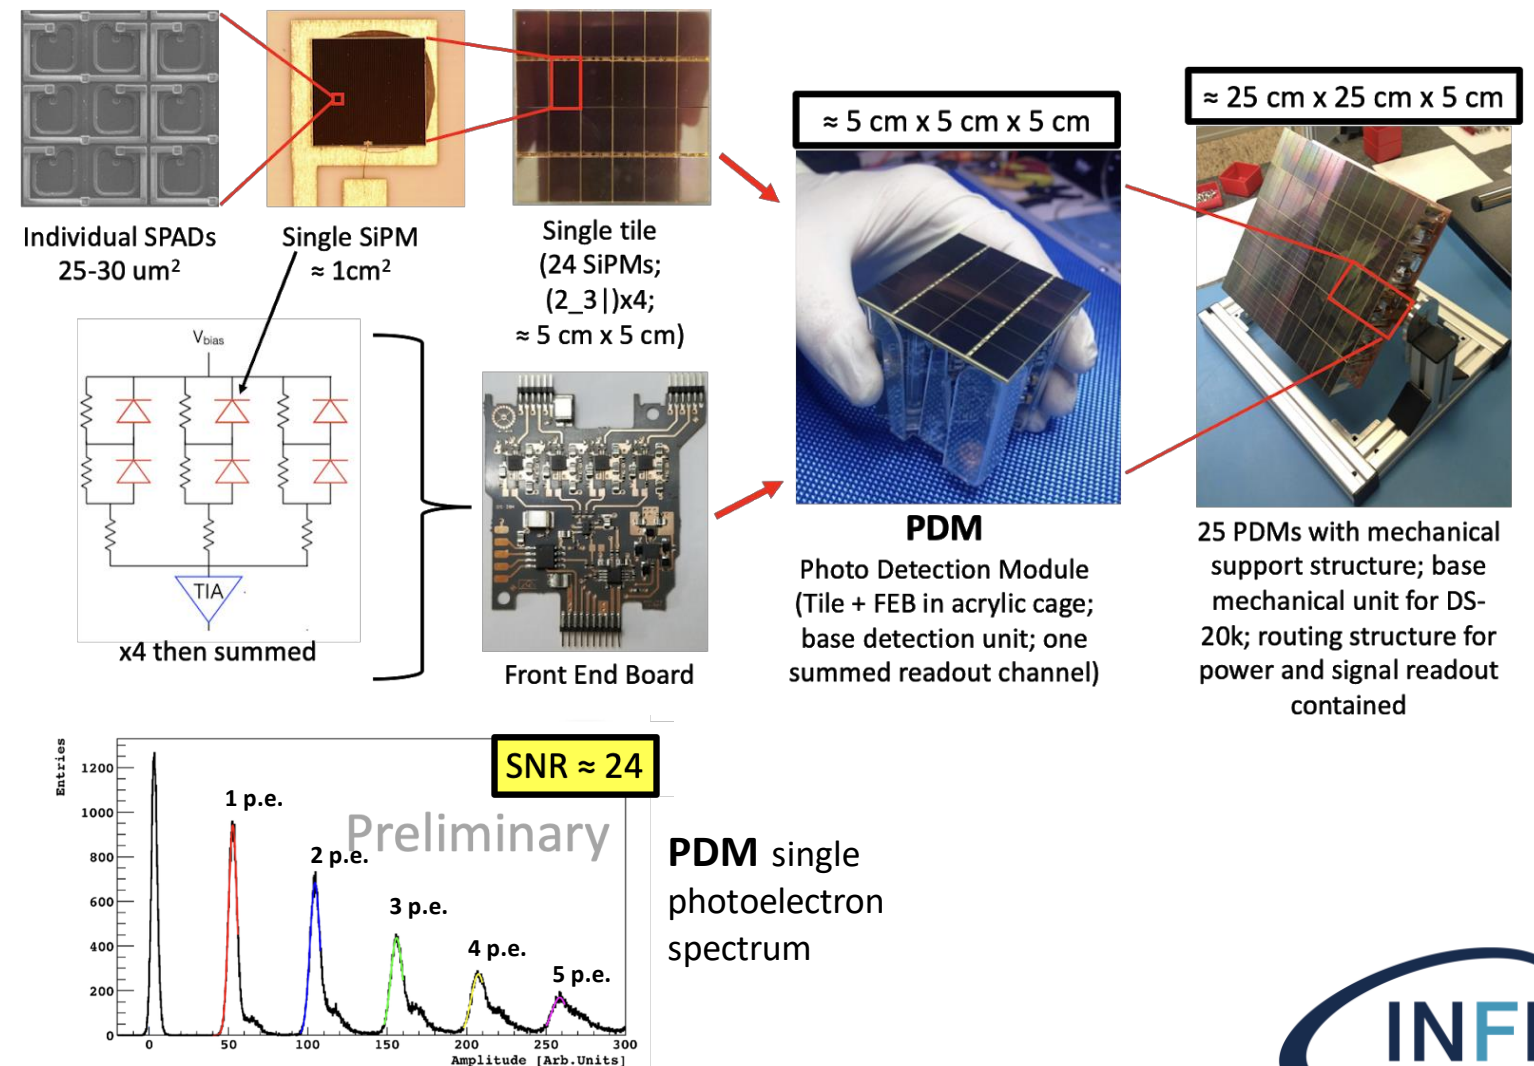 Individual SPADs
25-30 um²
Single SiPM
≈ 1cm²
Single tile
(24 SiPMs;
(2_3|)x4;
≈ 5 cm x 5 cm)
≈ 5 cm x 5 cm x 5 cm
≈ 25 cm x 25 cm x 5 cm
Vbias
TIA
x4 then summed
Front End Board
PDM
Photo Detection Module
(Tile + FEB in acrylic cage;
base detection unit; one
summed readout channel)
25 PDMs with mechanical
support structure; base
mechanical unit for DS-
20k; routing structure for
power and signal readout
contained
Entries
SNR ≈ 24
Preliminary
1 p.e.
2 p.e.
3 p.e.
4 p.e.
5 p.e.
1200
1000
800
600
400
200
0
0 50 100 150 200 250 300
Amplitude [Arb.Units]
PDM single
photoelectron
spectrum
INF